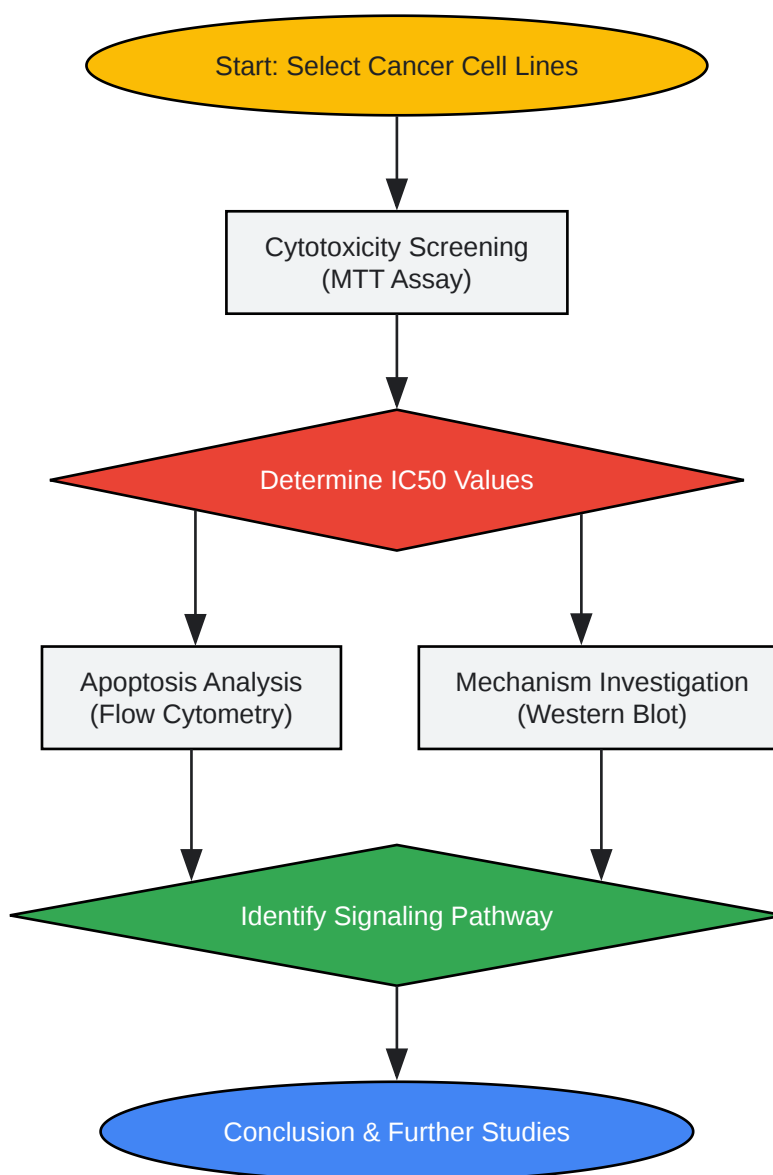 Start: Select Cancer Cell Lines
Cytotoxicity Screening
(MTT Assay)
Determine IC50 Values
Apoptosis Analysis
(Flow Cytometry)
Mechanism Investigation
(Western Blot)
Identify Signaling Pathway
Conclusion & Further Studies